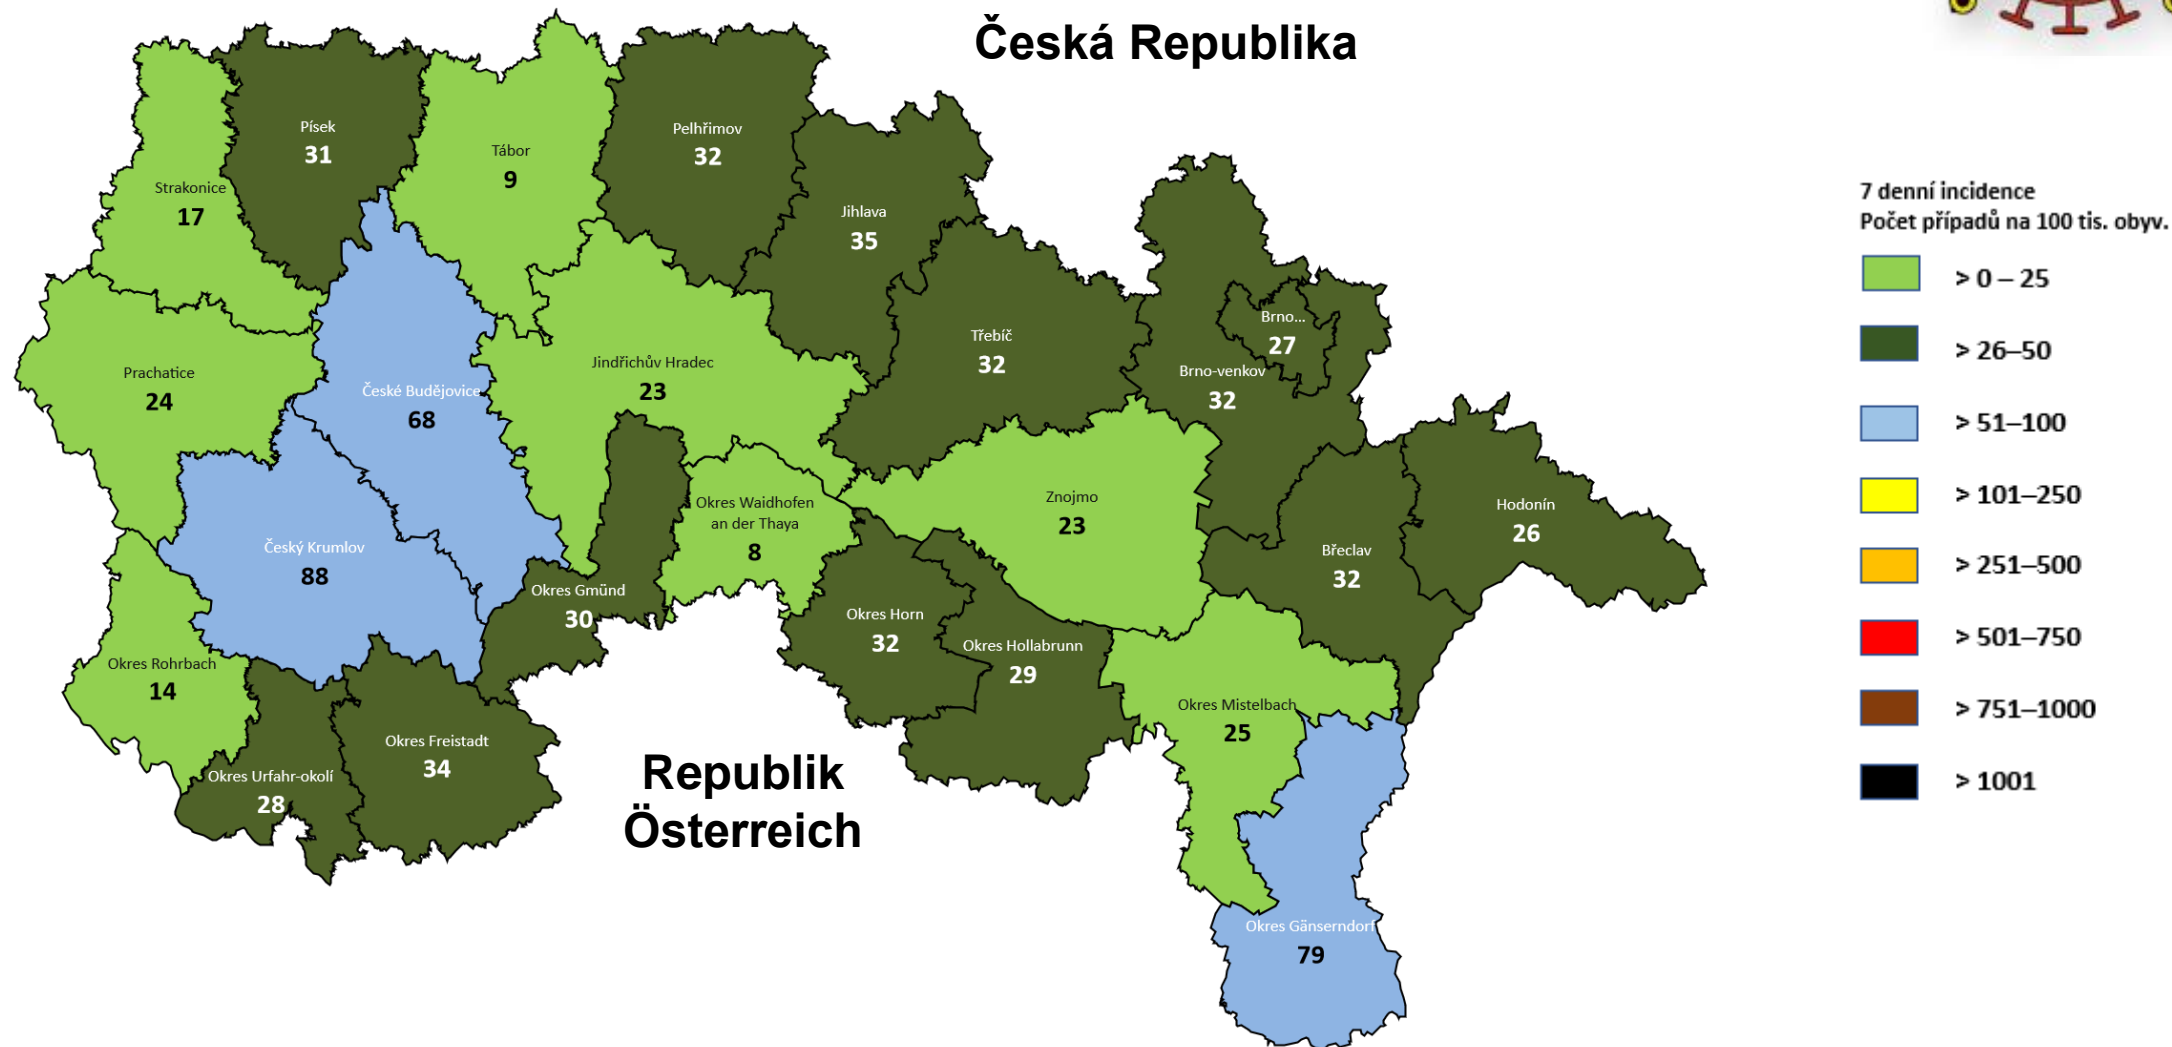 Česká Republika
Písek
31
Tábor
9
Pelhřimov
32
Strakonice
17
Jihlava
35
Třebíč
32
Brno...
27
Brno-venkov
32
Prachatice
24
České Budějovice
68
Jindřichův Hradec
23
Okres Waidhofen
an der Thaya
8
Znojmo
23
Hodonín
26
Břeclav
32
Český Krumlov
88
Okres Gmünd
30
Okres Horn
32
Okres Hollabrunn
29
Okres Rohrbach
14
Okres Mistelbach
25
Okres Freistadt
34
Okres Urfahr-okolí
28
Republik
Österreich
Okres Gänserndorf
79
7 denní incidence
Počet případů na 100 tis. obyv.
> 0 – 25
> 26–50
> 51–100
> 101–250
> 251–500
> 501–750
> 751–1000
> 1001